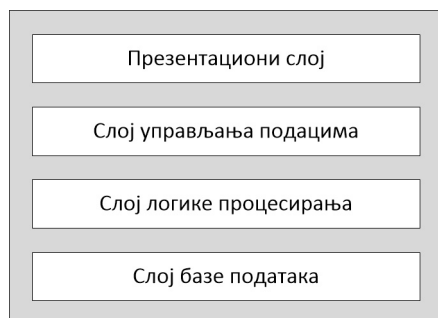 Презентациони слој
Слој управљања подацима
Слој логике процесирања
Слој базе података